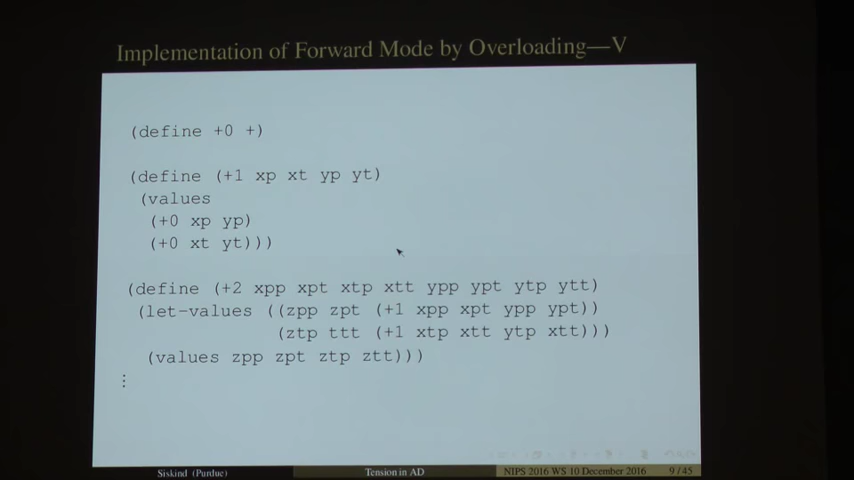 Implementation of Forward Mode by Overloading—V
(define +0 +)
(define (+1 xp xt yp yt)
(values
(+0 xp yp)
(+0 xt yt)))
(define (+2 xpp xpt xtp xtt ypp ypt ytp ytt)
(let-values ((zpp zpt (+1 xpp xpt ypp ypt))
(ztp ttt (+1 xtp xtt ytp xtt)))
(values zpp zpt ztp ztt)))
⋮
Siskind (Purdue) Tension in AD NIPS 2016 WS 10 December 2016 9 / 45